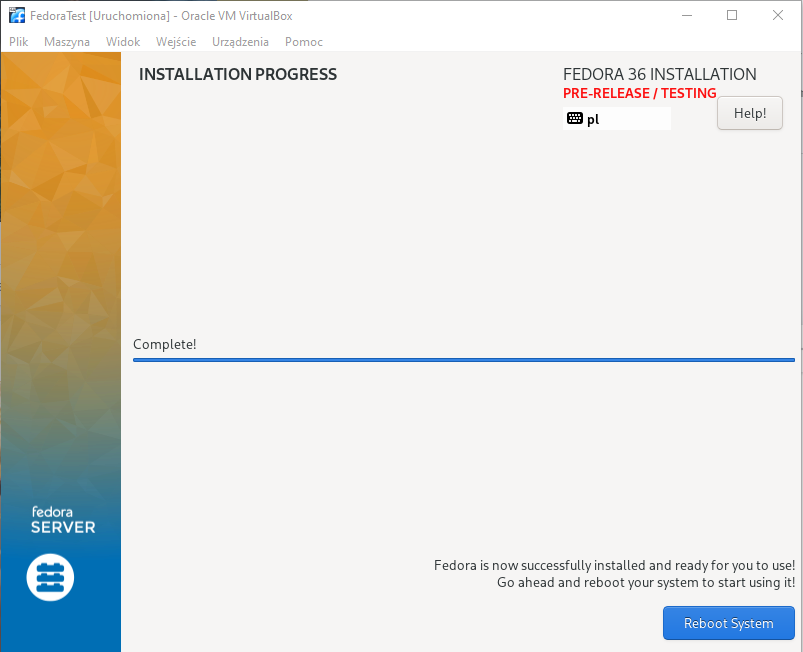 FedoraTest [Uruchomiona] - Oracle VM VirtualBox
Plik Maszyna Widok Wejście Urządzenia Pomoc
INSTALLATION PROGRESS
FEDORA 36 INSTALLATION
PRE-RELEASE / TESTING
pl
Help!
Complete!
fedora
SERVER
Fedora is now successfully installed and ready for you to use!
Go ahead and reboot your system to start using it!
Reboot System